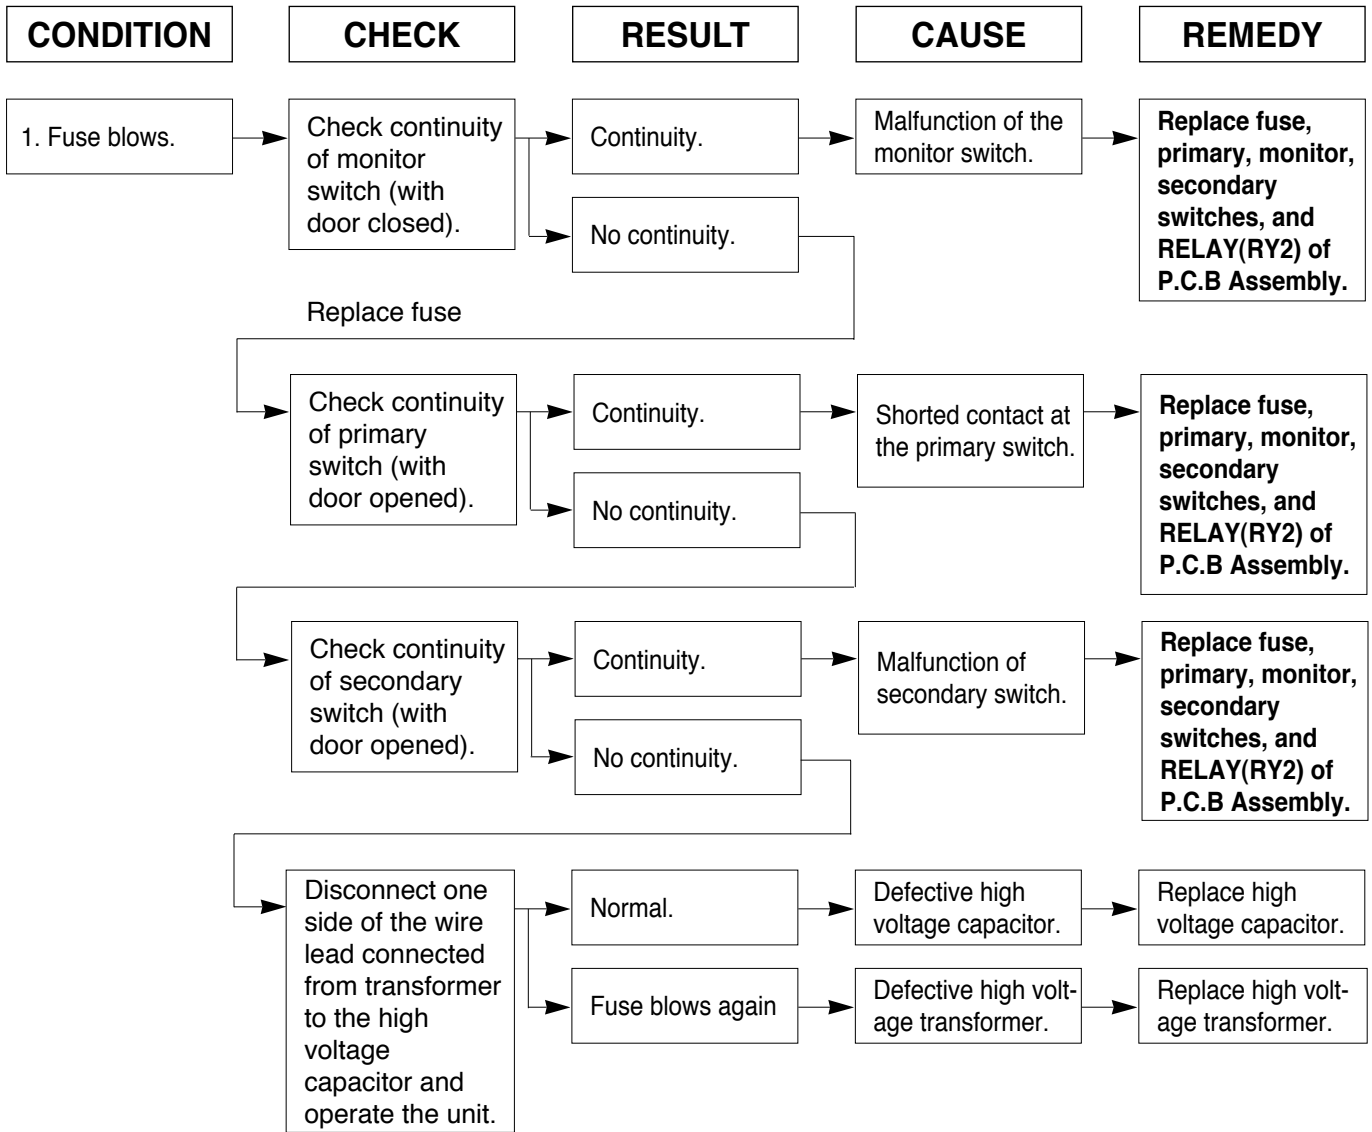 CONDITION
CHECK
RESULT
CAUSE
REMEDY
1. Fuse blows.
Check continuity
of monitor
switch (with
door closed).
Continuity.
Malfunction of the
monitor switch.
Replace fuse,
primary, monitor,
secondary
switches, and
RELAY(RY2) of
P.C.B Assembly.
No continuity.
Replace fuse
Check continuity
of primary
switch (with
door opened).
Continuity.
Shorted contact at
the primary switch.
Replace fuse,
primary, monitor,
secondary
switches, and
RELAY(RY2) of
P.C.B Assembly.
No continuity.
Check continuity
of secondary
switch (with
door opened).
Continuity.
Malfunction of
secondary switch.
Replace fuse,
primary, monitor,
secondary
switches, and
RELAY(RY2) of
P.C.B Assembly.
No continuity.
Disconnect one
side of the wire
lead connected
from transformer
to the high
voltage
capacitor and
operate the unit.
Normal.
Defective high
voltage capacitor.
Replace high
voltage capacitor.
Fuse blows again
Defective high volt-
age transformer.
Replace high volt-
age transformer.